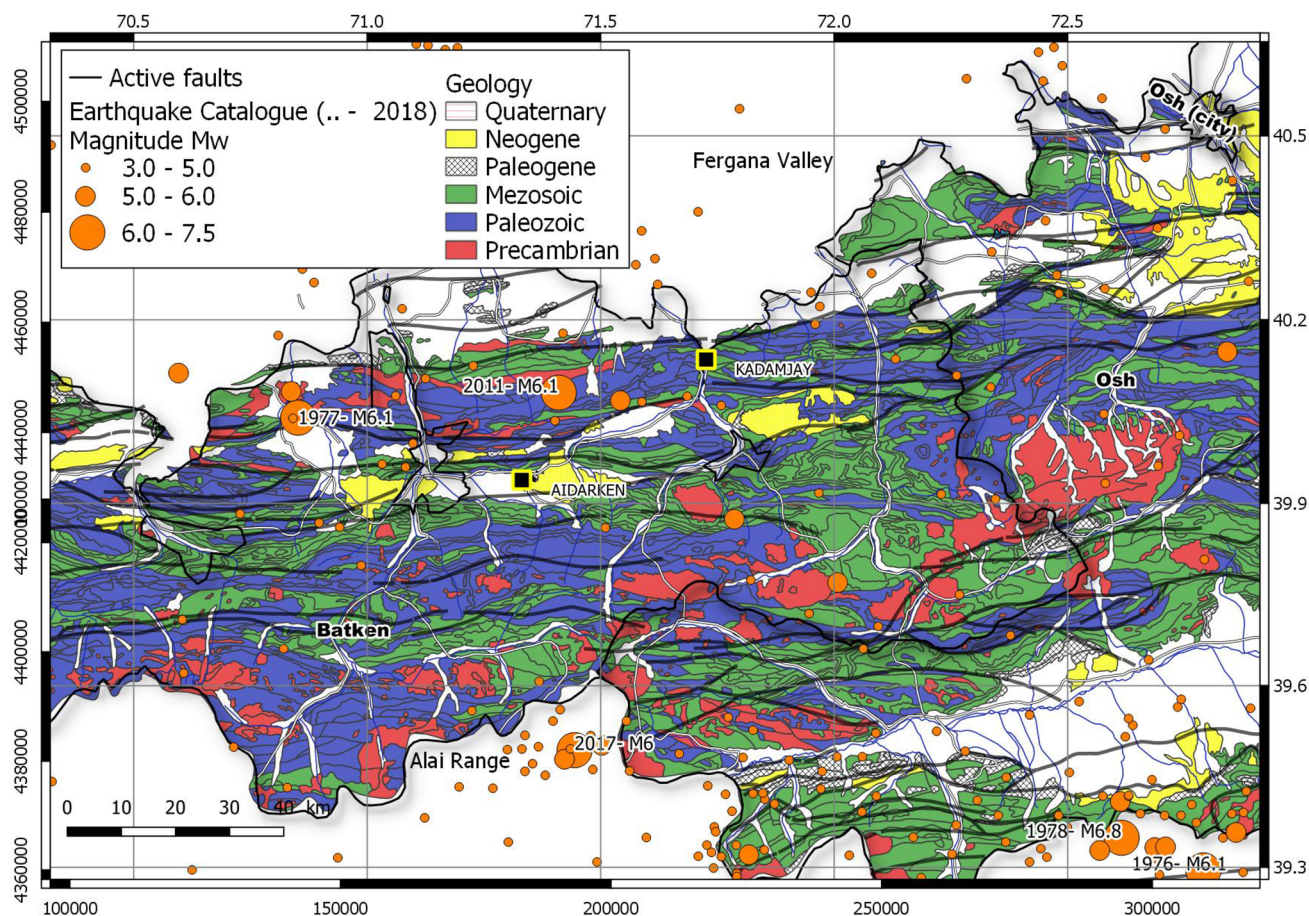 70.5 71.0 71.5 72.0 72.5
Active faults
Earthquake Catalogue (.. - 2018)
Magnitude Mw
3.0 - 5.0
5.0 - 6.0
6.0 - 7.5
Geology
Quaternary
Neogene
Paleogene
Mezosoic
Paleozoic
Precambrian
Osh (city)
Fergana Valley
KADAMJAY
Osh
2011- M6.1
1977- M6.1
AIDARKEN
Batken
2017- M6
Alai Range
1978- M6.8
1976- M6.1
0 10 20 30 40 km
4500000
4480000
4460000
4440000
4420000
4400000
4380000
4360000
100000
40.5
40.2
39.9
39.6
39.3
100000 150000 200000 250000 300000